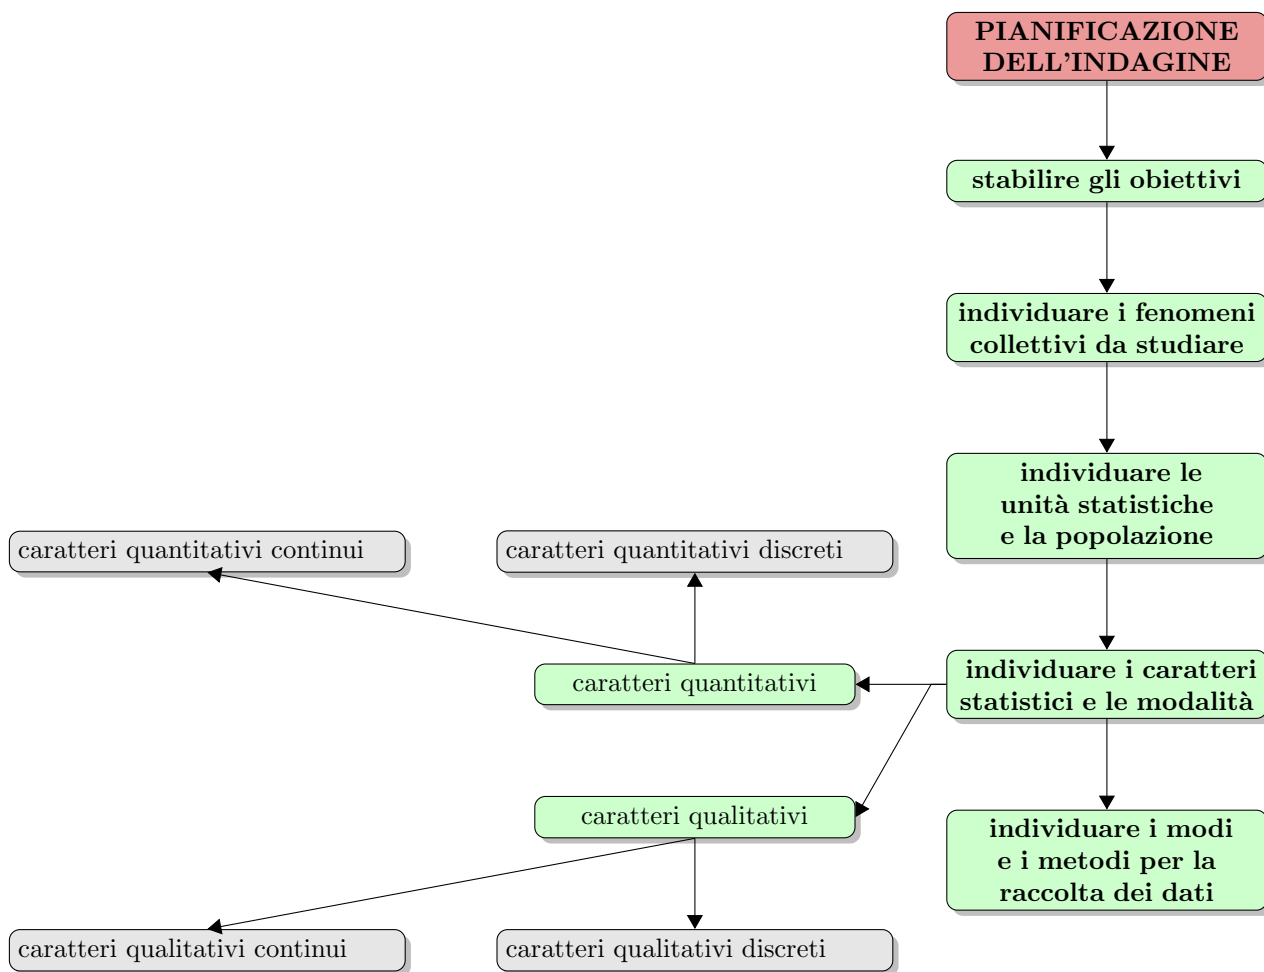 PIANIFICAZIONE
DELL'INDAGINE
stabilire gli obiettivi
individuare i fenomeni
collettivi da studiare
individuare le
unità statistiche
e la popolazione
caratteri quantitativi continui
caratteri quantitativi discreti
caratteri quantitativi
individuare i caratteri
statistici e le modalità
caratteri qualitativi
individuare i modi
e i metodi per la
raccolta dei dati
caratteri qualitativi continui
caratteri qualitativi discreti